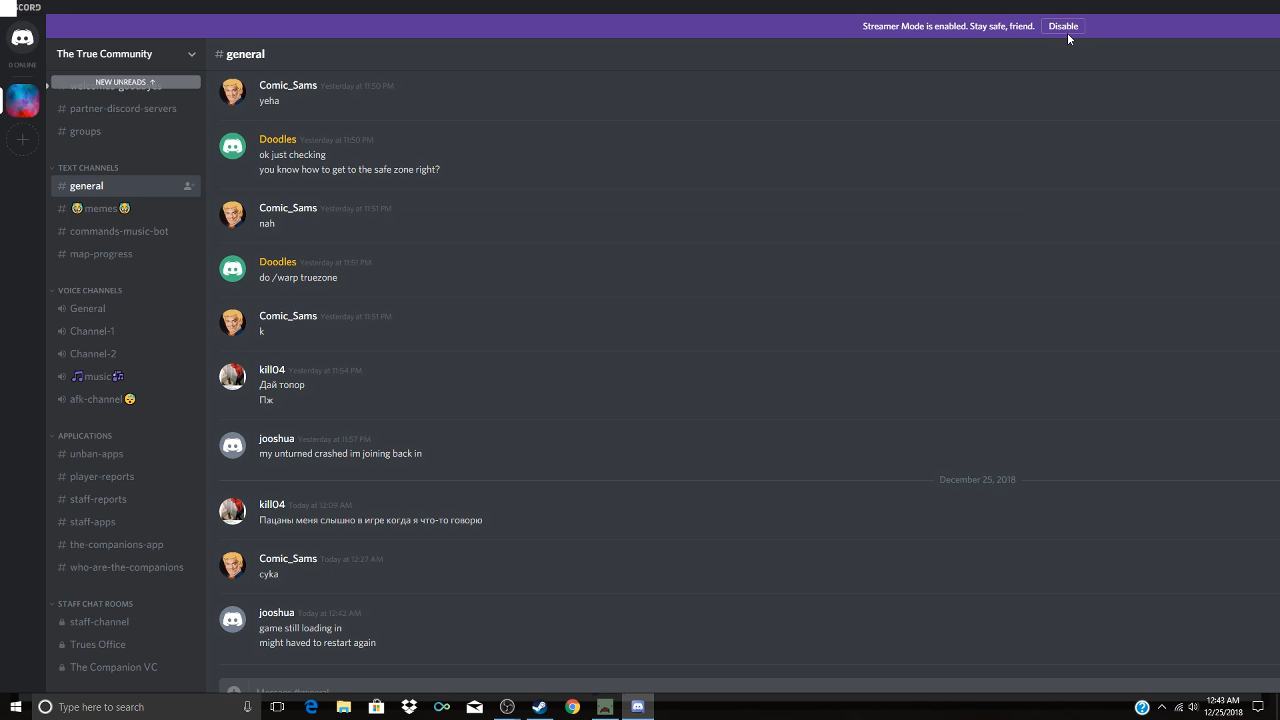 SCORD
Streamer Mode is enabled. Stay safe, friend. Disable
0 ONLINE
The True Community
# general
NEW UNREADS ↑
# partner-discord-servers
# groups
TEXT CHANNELS
# general
# 😭memes😭
# commands-music-bot
# map-progress
VOICE CHANNELS
General
Channel-1
Channel-2
🎵music🎶
afk-channel😴
APPLICATIONS
# unban-apps
# player-reports
# staff-reports
# staff-apps
# the-companions-app
# who-are-the-companions
STAFF CHAT ROOMS
staff-channel
Trues Office
The Companion VC
Comic_Sams Yesterday at 11:50 PM
yeha
Doodles Yesterday at 11:50 PM
ok just checking
you know how to get to the safe zone right?
Comic_Sams Yesterday at 11:51 PM
nah
Doodles Yesterday at 11:51 PM
do /warp truezone
Comic_Sams Yesterday at 11:51 PM
k
kill04 Yesterday at 11:54 PM
Дай топор
Пж
jooshua Yesterday at 11:57 PM
my unturned crashed im joining back in
December 25, 2018
kill04 Today at 12:09 AM
Пацаны меня слышно в игре когда я что-то говорю
Comic_Sams Today at 12:27 AM
сука
jooshua Today at 12:42 AM
game still loading in
might haved to restart again
Message #general
Type here to search
12:43 AM
12/25/2018